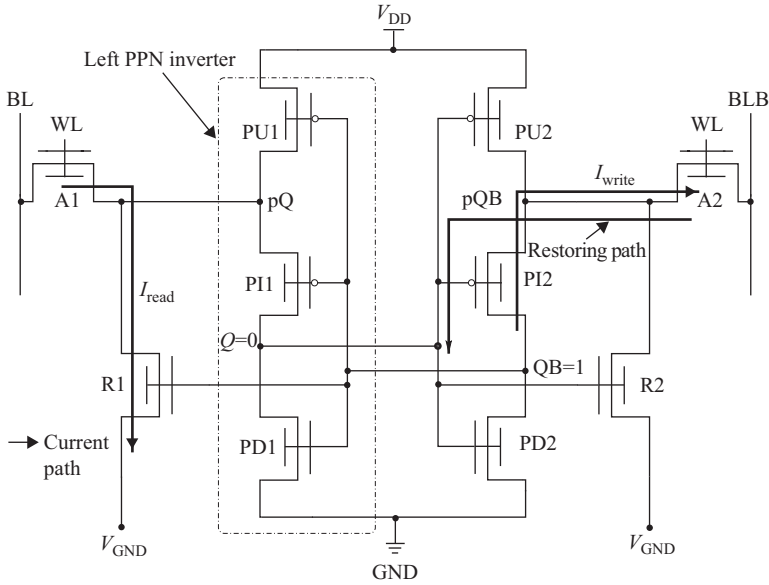 V_DD
Left PPN inverter
BL
BLB
WL
WL
PU1
PU2
A1
pQ
pQB
I_write
A2
Restoring path
I_read
PI1
PI2
Q=0
QB=1
R1
R2
PD1
PD2
Current
path
V_GND
V_GND
GND